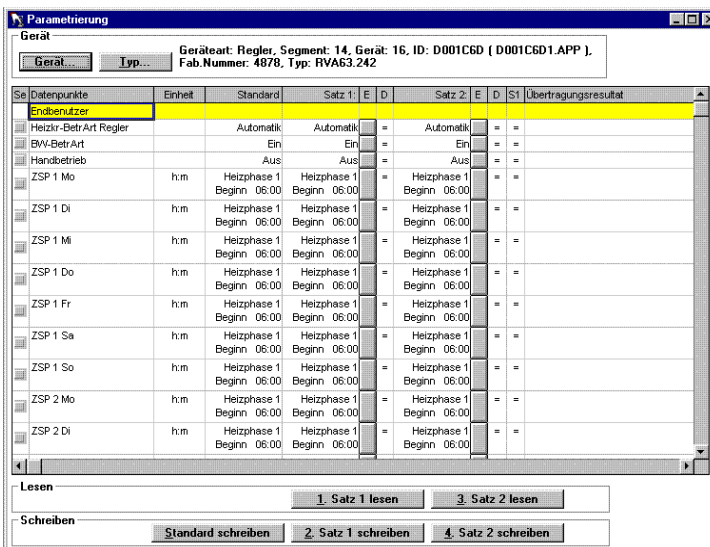 Parametrierung
Gerät
Gerät... Typ... Geräteart: Regler, Segment: 14, Gerät: 16, ID: D001C6D ( D001C6D1.APP ),
Fab.Nummer: 4878, Typ: RVA63.242
Se Datenpunkte Einheit Standard Satz 1: E D Satz 2: E D S1 Übertragungsresultat
Endbenutzer
Heizkr-BetrArt Regler Automatik Automatik = Automatik = =
BW-BetrArt Ein Ein = Ein = =
Handbetrieb Aus Aus = Aus = =
ZSP 1 Mo h:m Heizphase 1 Heizphase 1 = Heizphase 1 = =
Beginn 06:00 Beginn 06:00 Beginn 06:00
ZSP 1 Di h:m Heizphase 1 Heizphase 1 = Heizphase 1 = =
Beginn 06:00 Beginn 06:00 Beginn 06:00
ZSP 1 Mi h:m Heizphase 1 Heizphase 1 = Heizphase 1 = =
Beginn 06:00 Beginn 06:00 Beginn 06:00
ZSP 1 Do h:m Heizphase 1 Heizphase 1 = Heizphase 1 = =
Beginn 06:00 Beginn 06:00 Beginn 06:00
ZSP 1 Fr h:m Heizphase 1 Heizphase 1 = Heizphase 1 = =
Beginn 06:00 Beginn 06:00 Beginn 06:00
ZSP 1 Sa h:m Heizphase 1 Heizphase 1 = Heizphase 1 = =
Beginn 06:00 Beginn 06:00 Beginn 06:00
ZSP 1 So h:m Heizphase 1 Heizphase 1 = Heizphase 1 = =
Beginn 06:00 Beginn 06:00 Beginn 06:00
ZSP 2 Mo h:m Heizphase 1 Heizphase 1 = Heizphase 1 = =
Beginn 06:00 Beginn 06:00 Beginn 06:00
ZSP 2 Di h:m Heizphase 1 Heizphase 1 = Heizphase 1 = =
Beginn 06:00 Beginn 06:00 Beginn 06:00
Lesen
1. Satz 1 lesen 3. Satz 2 lesen
Schreiben
Standard schreiben 2. Satz 1 schreiben 4. Satz 2 schreiben